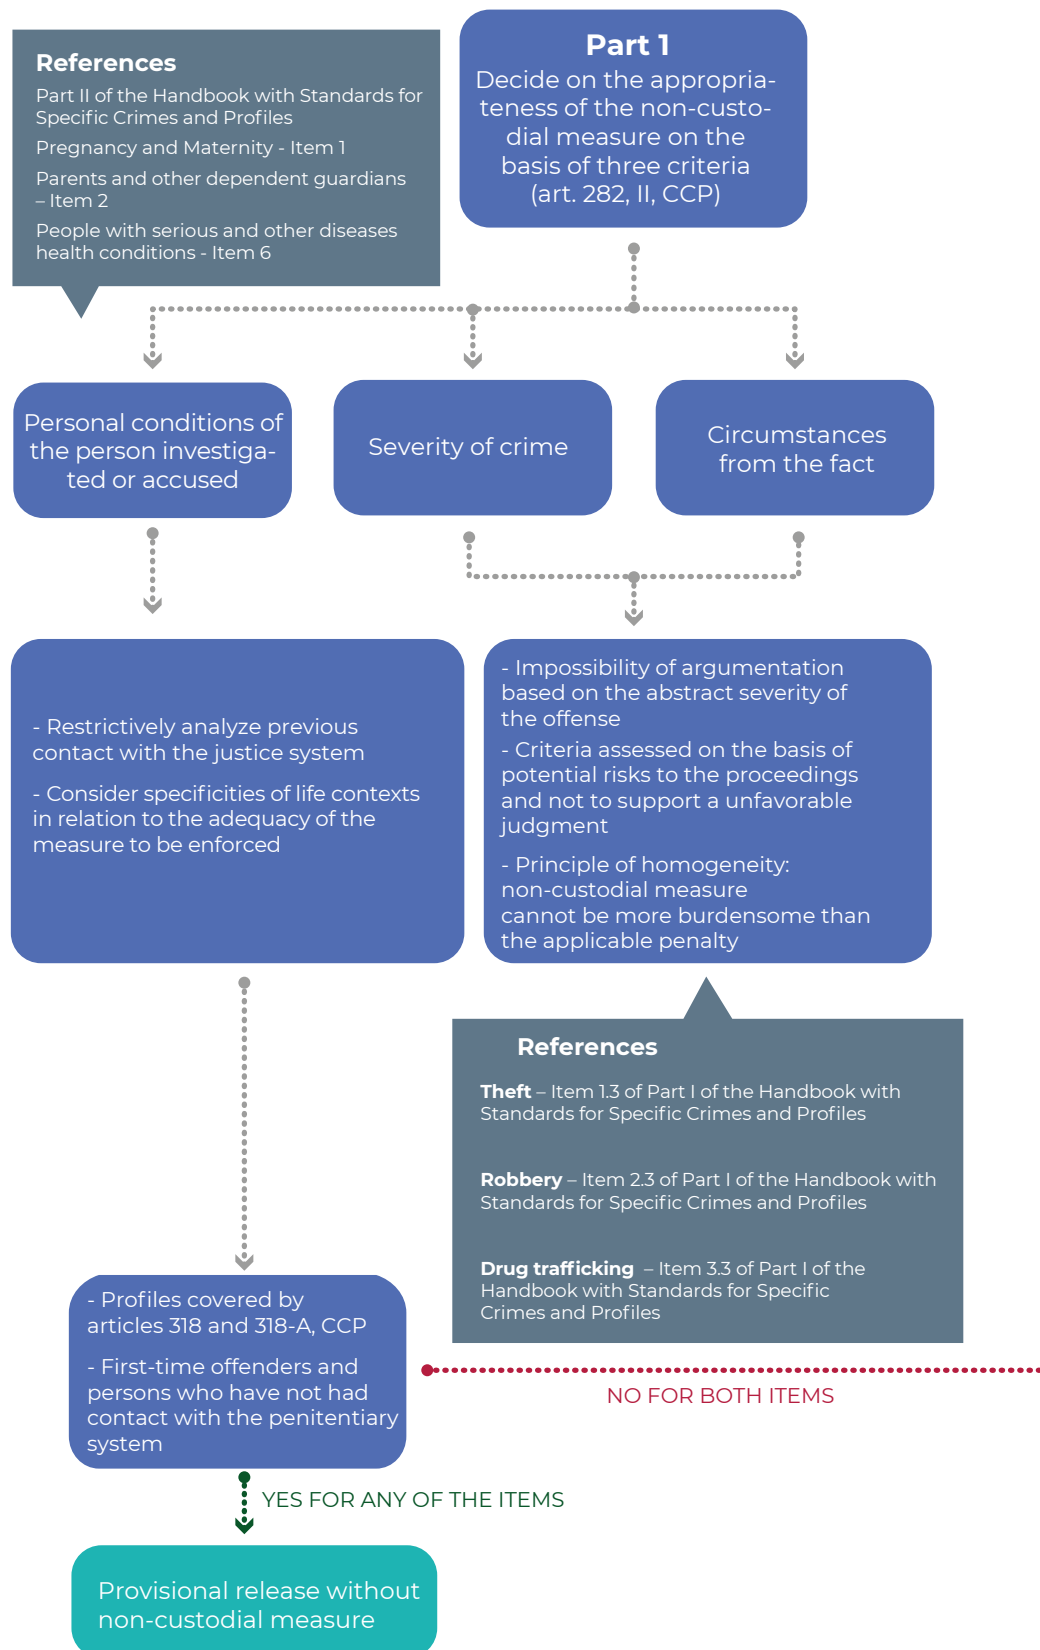 References
Part II of the Handbook with Standards for
Specific Crimes and Profiles
Pregnancy and Maternity - Item 1
Parents and other dependent guardians
– Item 2
People with serious and other diseases
health conditions - Item 6
Part 1
Decide on the appropria-
teness of the non-custo-
dial measure on the
basis of three criteria
(art. 282, II, CCP)
Personal conditions of
the person investiga-
ted or accused
Severity of crime
Circumstances
from the fact
- Restrictively analyze previous
contact with the justice system
- Consider specificities of life contexts
in relation to the adequacy of the
measure to be enforced
- Impossibility of argumentation
based on the abstract severity of
the offense
- Criteria assessed on the basis of
potential risks to the proceedings
and not to support a unfavorable
judgment
- Principle of homogeneity:
non-custodial measure
cannot be more burdensome than
the applicable penalty
References
Theft – Item 1.3 of Part I of the Handbook with
Standards for Specific Crimes and Profiles
Robbery – Item 2.3 of Part I of the Handbook with
Standards for Specific Crimes and Profiles
Drug trafficking – Item 3.3 of Part I of the
Handbook with Standards for Specific
Crimes and Profiles
- Profiles covered by
articles 318 and 318-A, CCP
- First-time offenders and
persons who have not had
contact with the penitentiary
system
NO FOR BOTH ITEMS
YES FOR ANY OF THE ITEMS
Provisional release without
non-custodial measure